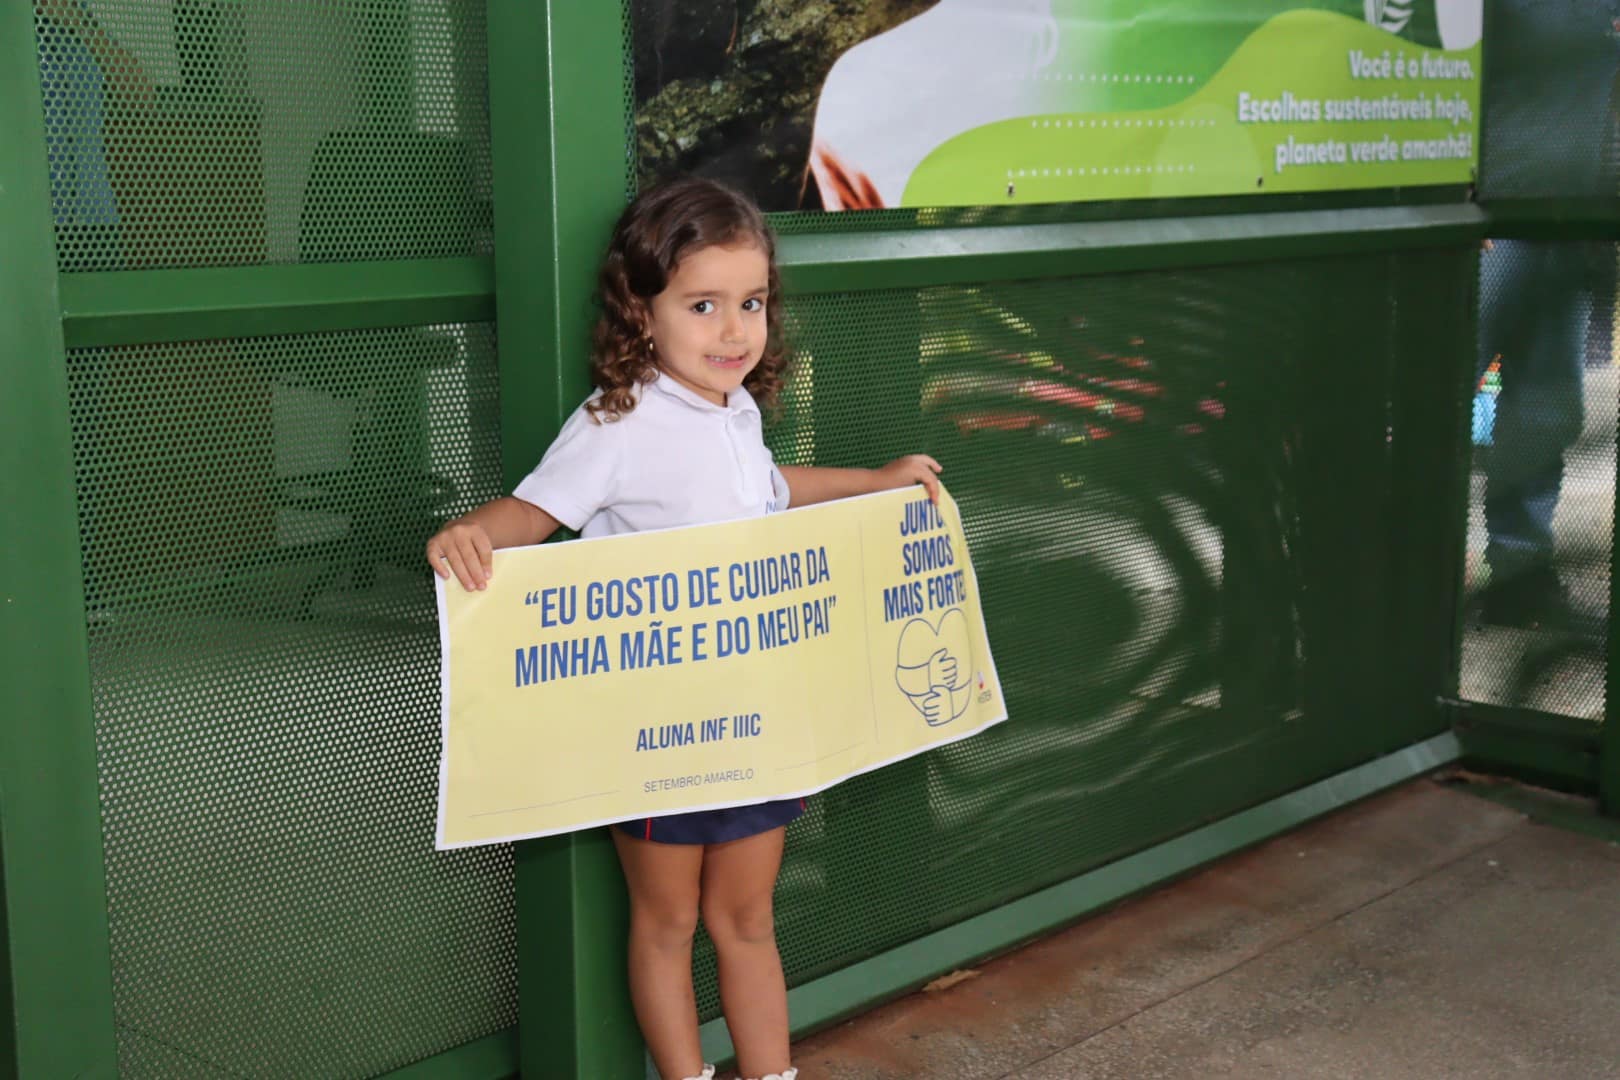 Você é o futuro.
Escolhas sustentáveis hoje,
planeta verde amanhã!
“EU GOSTO DE CUIDAR DA
MINHA MÃE E DO MEU PAI”
ALUNA INF IIIC
SETEMBRO AMARELO
SOMOS
MAIS FORTE